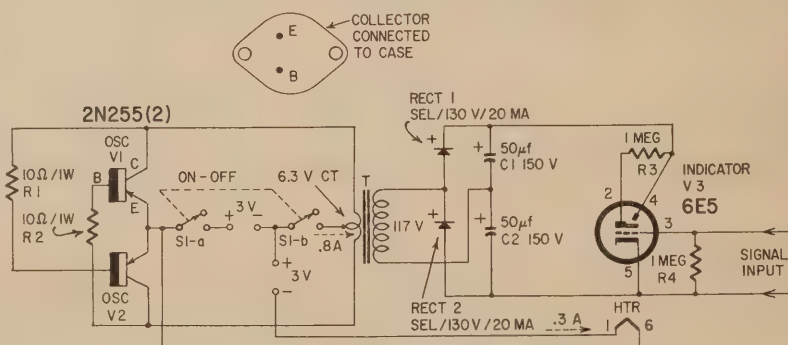 COLLECTOR
CONNECTED
TO CASE
E
B
2N255(2)
OSC
V1
C
B
E
10Ω/1W
R1
10Ω/1W
R2
ON-OFF
S1-a
+ 3V -
S1-b
6.3 V CT
.8A
+
3V
-
OSC
V2
T
117 V
RECT 1
SEL/130 V/20 MA
+
+
RECT 2
SEL/130V/20 MA
+
50µf
C1 150 V
+
50µf
C2 150 V
1 MEG
R3
2
4
3
5
INDICATOR
V 3
6E5
1 MEG
R4
SIGNAL
INPUT
.3 A
HTR
1
6